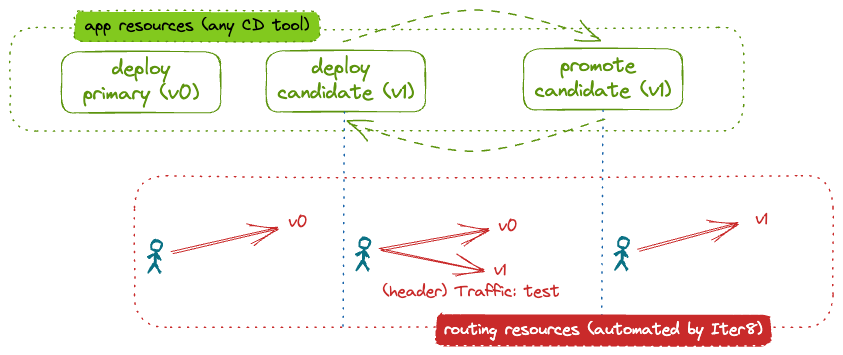 app resources (any CD tool)
deploy
primary (v0)
deploy
candidate (v1)
promote
candidate (v1)
v0
v0
v1
(header) Traffic: test
v1
routing resources (automated by Iter8)